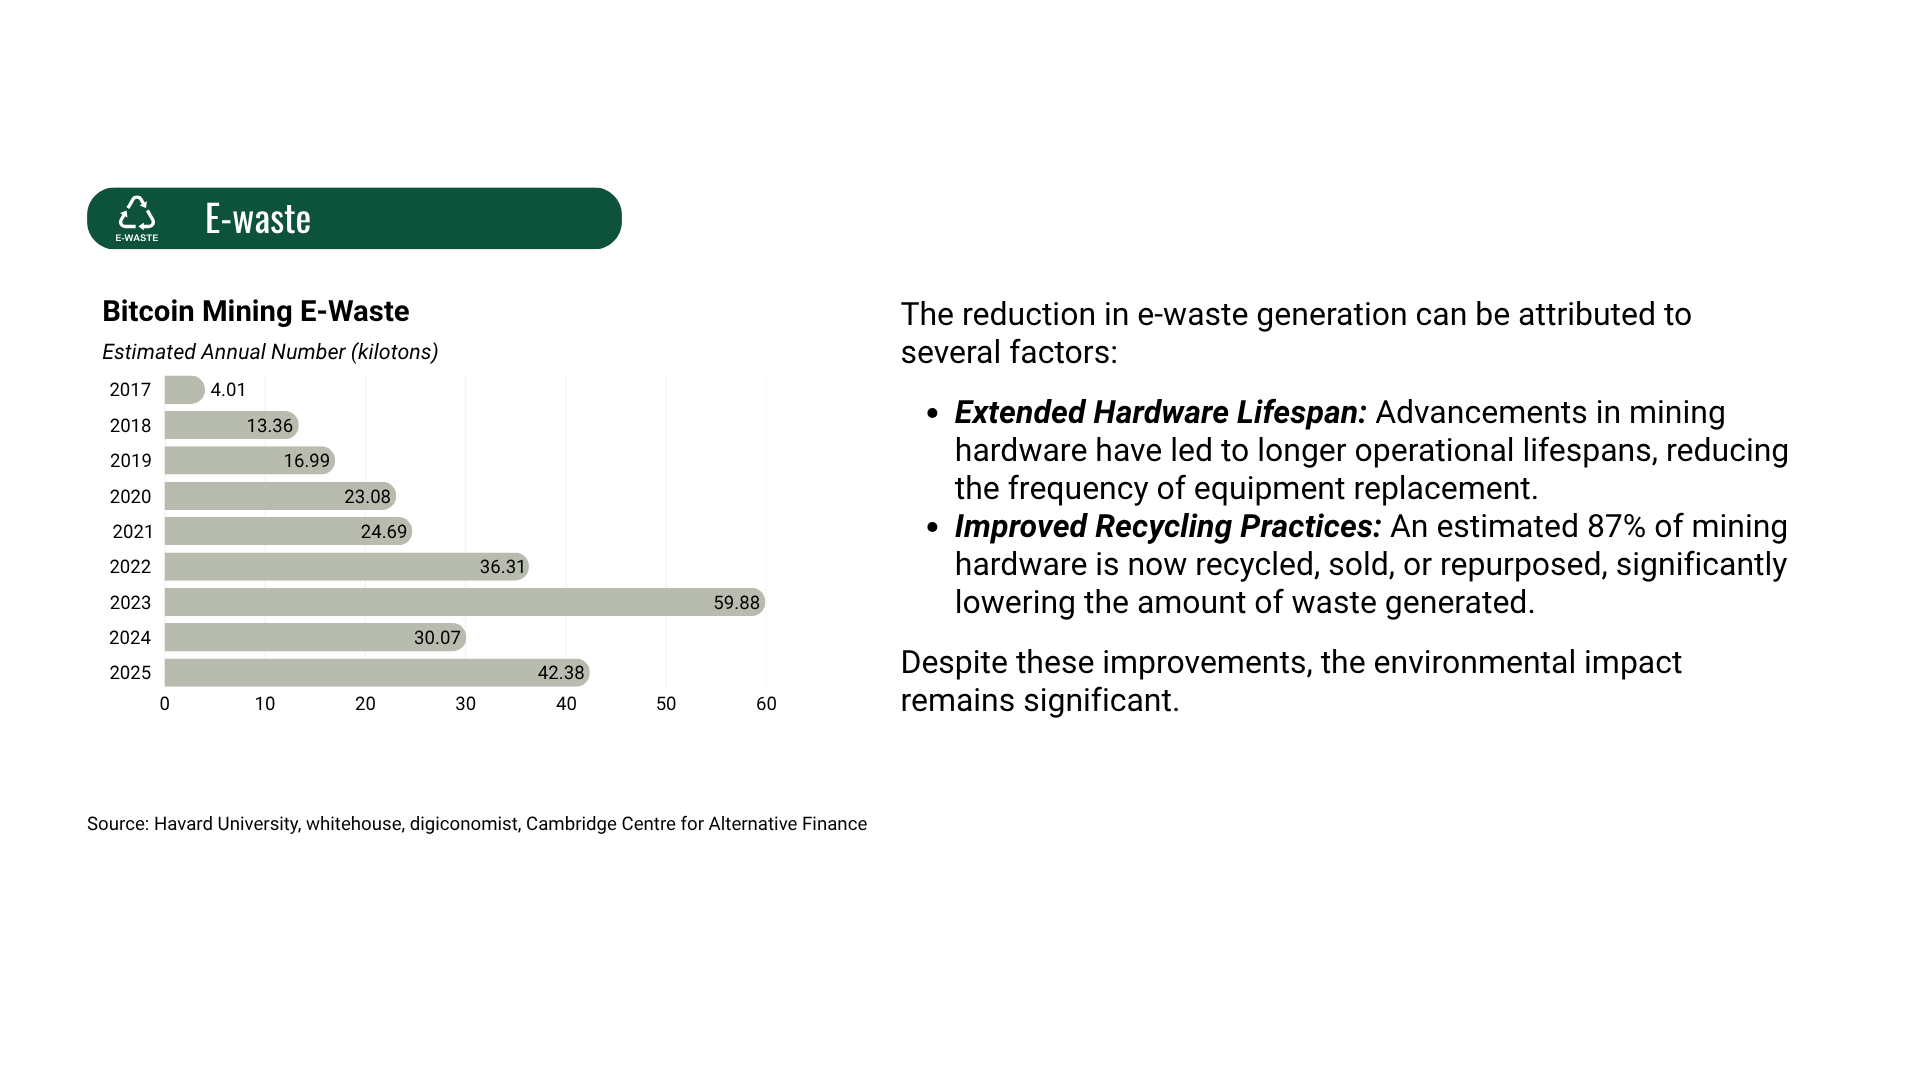 E-WASTE
E-waste
Bitcoin Mining E-Waste
Estimated Annual Number (kilotons)
2017 4.01
2018 13.36
2019 16.99
2020 23.08
2021 24.69
2022 36.31
2023 59.88
2024 30.07
2025 42.38
0 10 20 30 40 50 60
The reduction in e-waste generation can be attributed to
several factors:
• Extended Hardware Lifespan: Advancements in mining
hardware have led to longer operational lifespans, reducing
the frequency of equipment replacement.
• Improved Recycling Practices: An estimated 87% of mining
hardware is now recycled, sold, or repurposed, significantly
lowering the amount of waste generated.
Despite these improvements, the environmental impact
remains significant.
Source: Havard University, whitehouse, digiconomist, Cambridge Centre for Alternative Finance